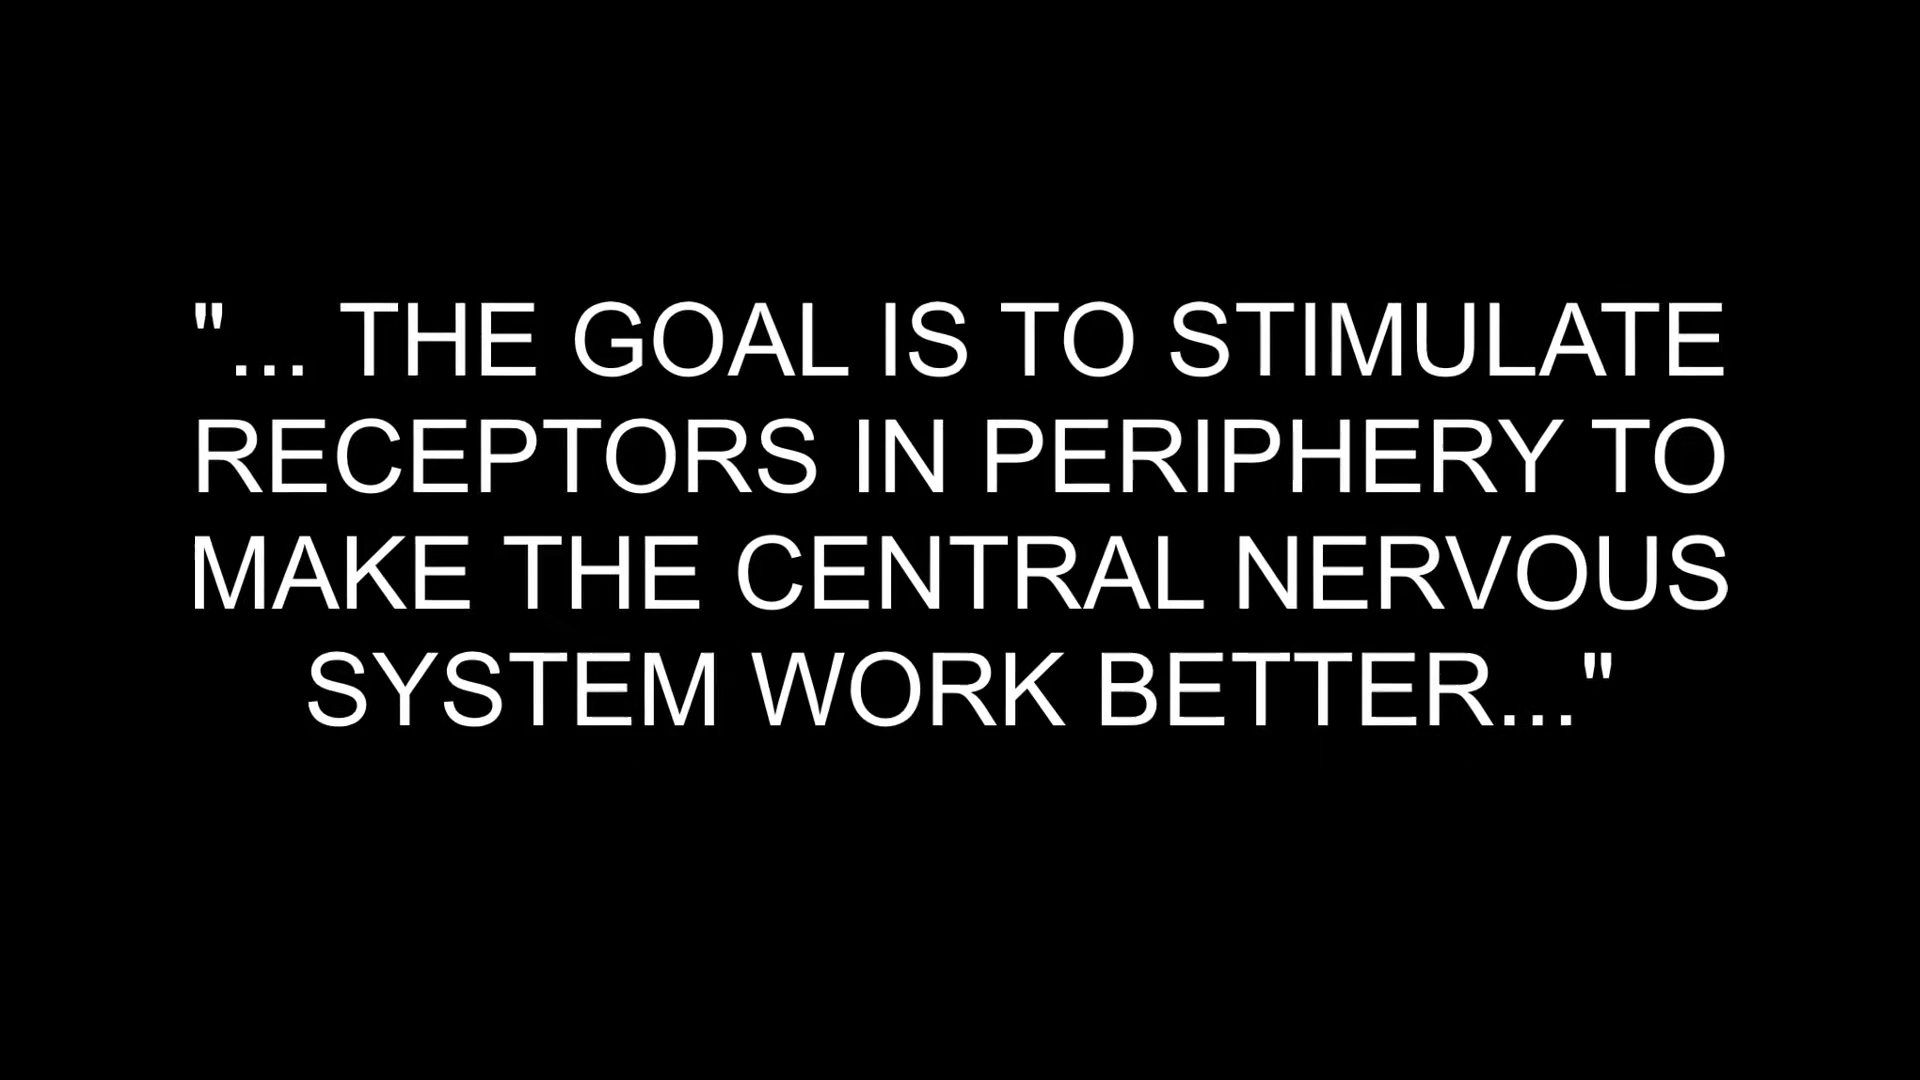 "... THE GOAL IS TO STIMULATE
RECEPTORS IN PERIPHERY TO
MAKE THE CENTRAL NERVOUS
SYSTEM WORK BETTER..."